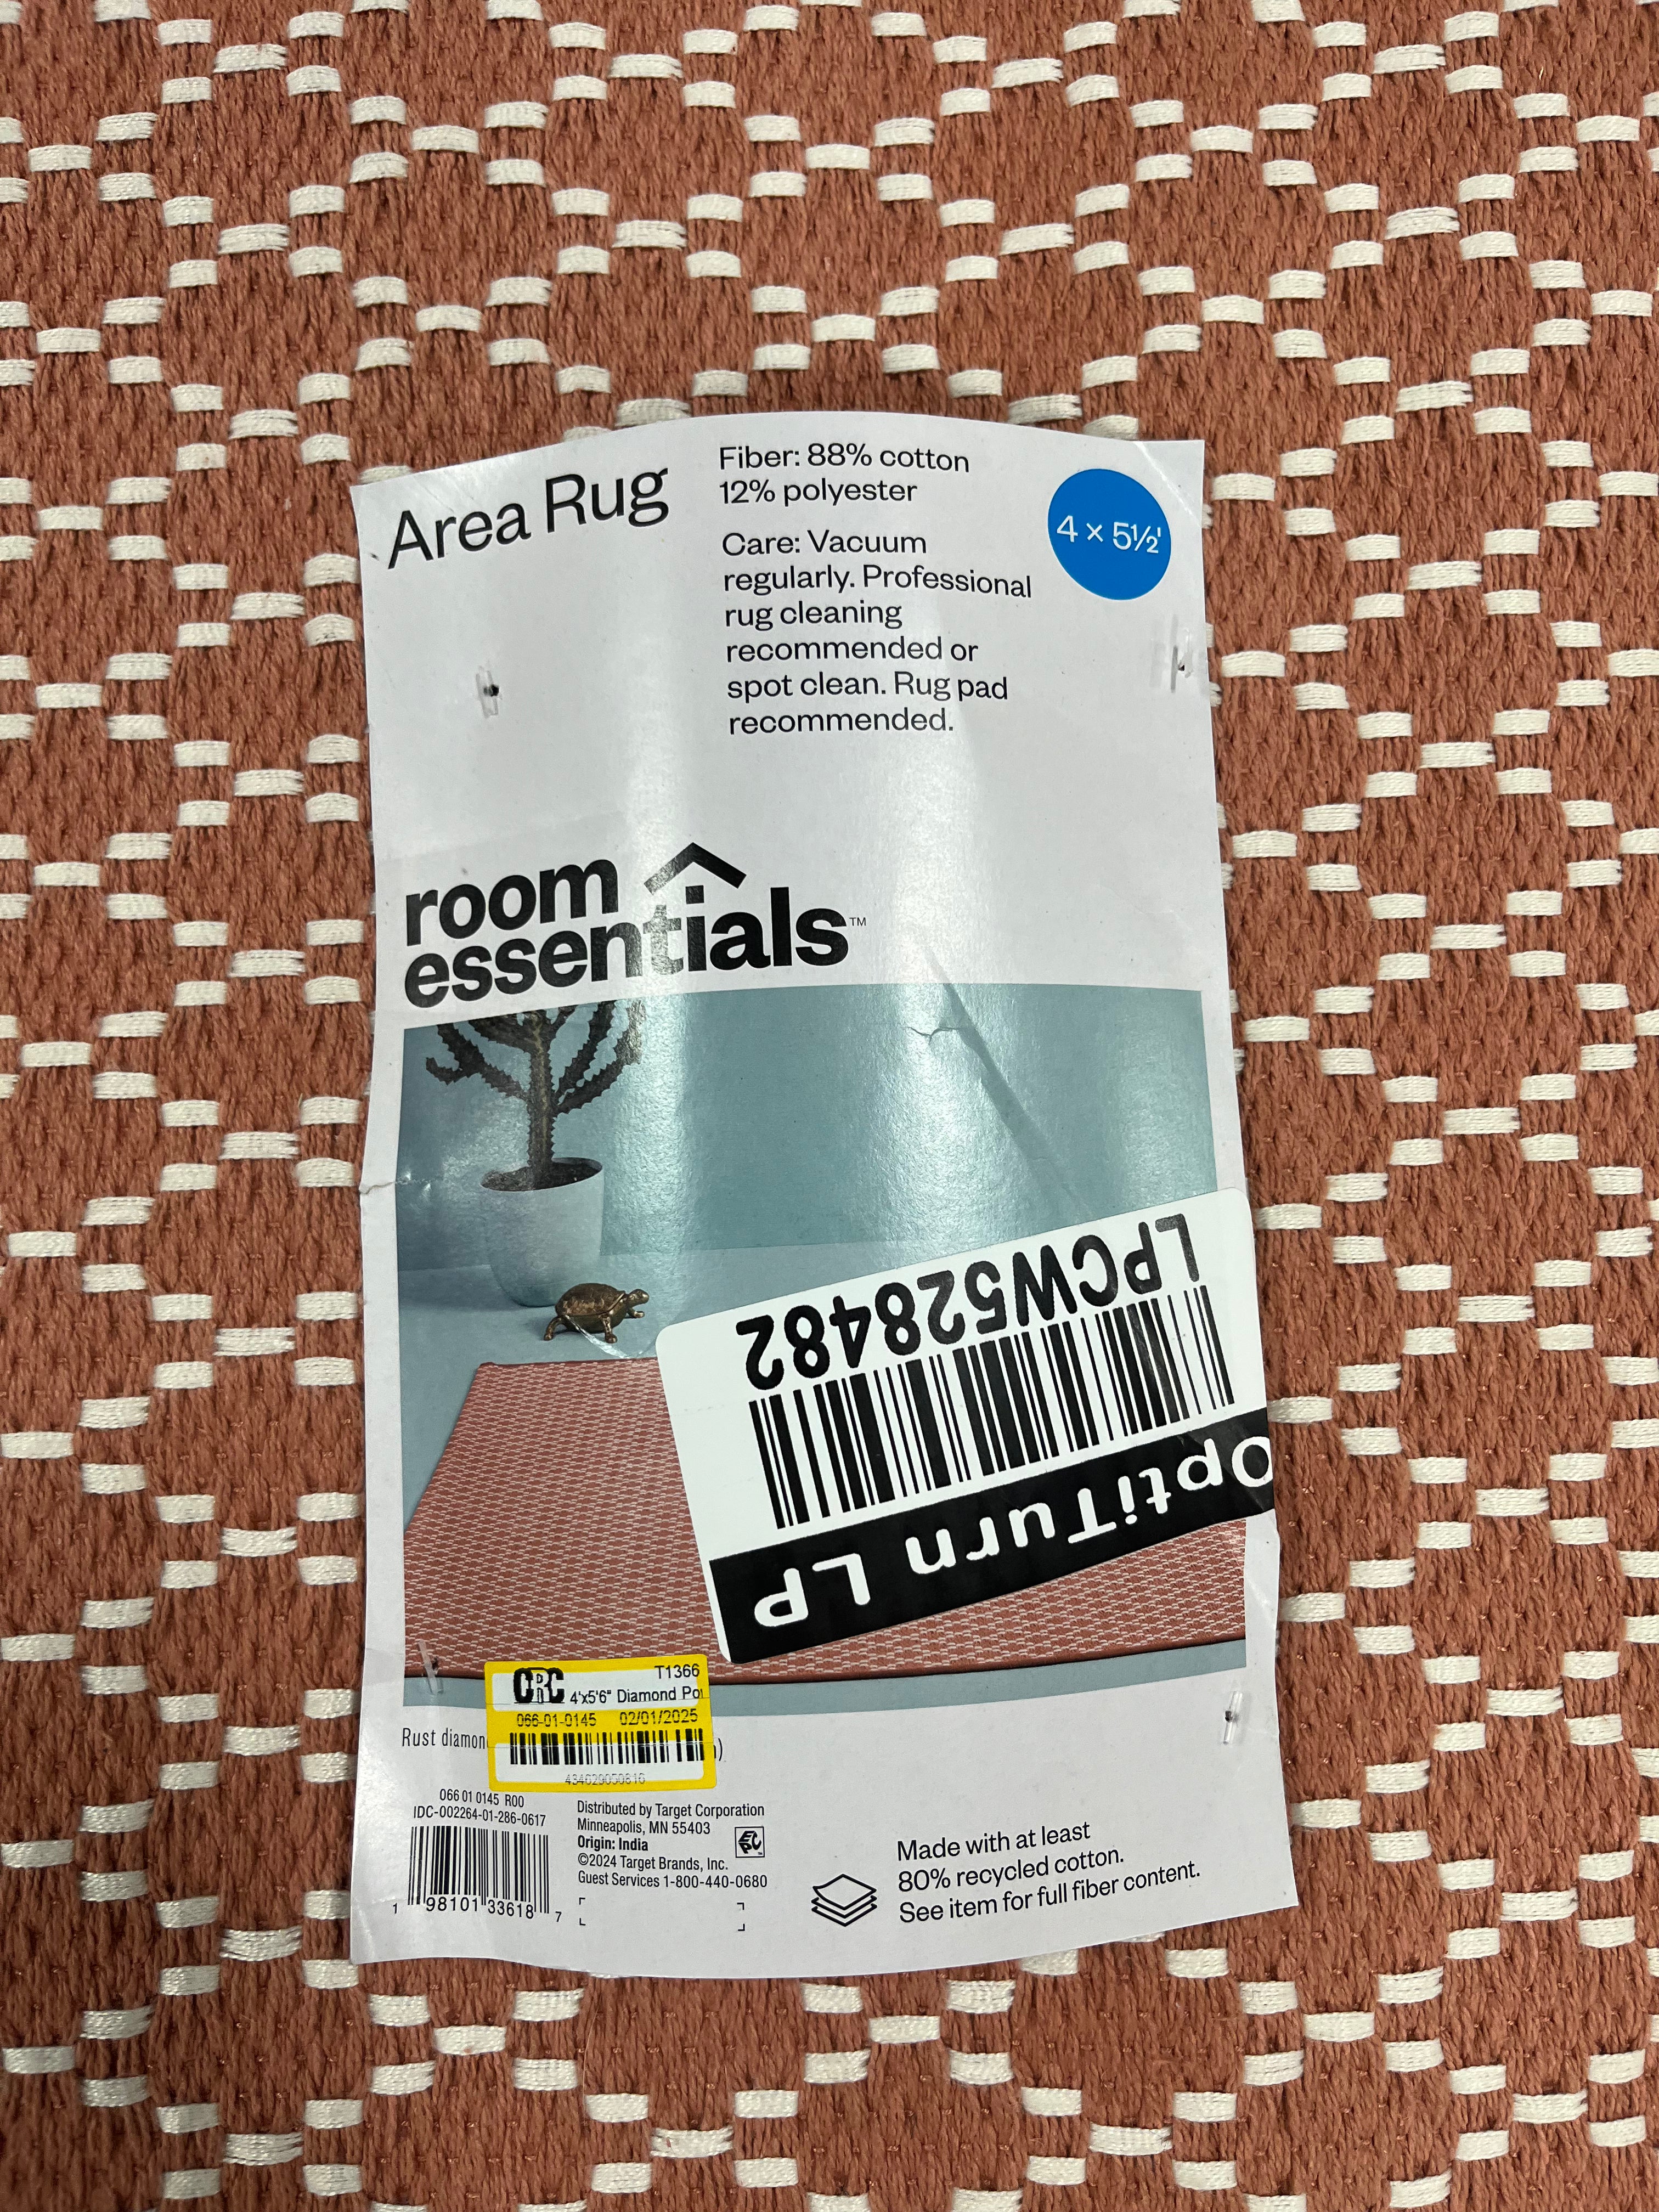 Area Rug
Fiber: 88% cotton
12% polyester
Care: Vacuum
regularly. Professional
rug cleaning
recommended or
spot clean. Rug pad
recommended.
4 × 5½'
room
essentials™
LPCW528482
OptiTurn LP
CRC T1366
4'x5'6" Diamond
066-01-0145 02/01/2025
Rust
066 01 0145 R00
IDC-002264-01-286-0617
1 98101 33618 7
Distributed by Target Corporation
Minneapolis, MN 55403
Origin: India
©2024 Target Brands, Inc.
Guest Services 1-800-440-0680
Made with at least
80% recycled cotton.
See item for full fiber content.